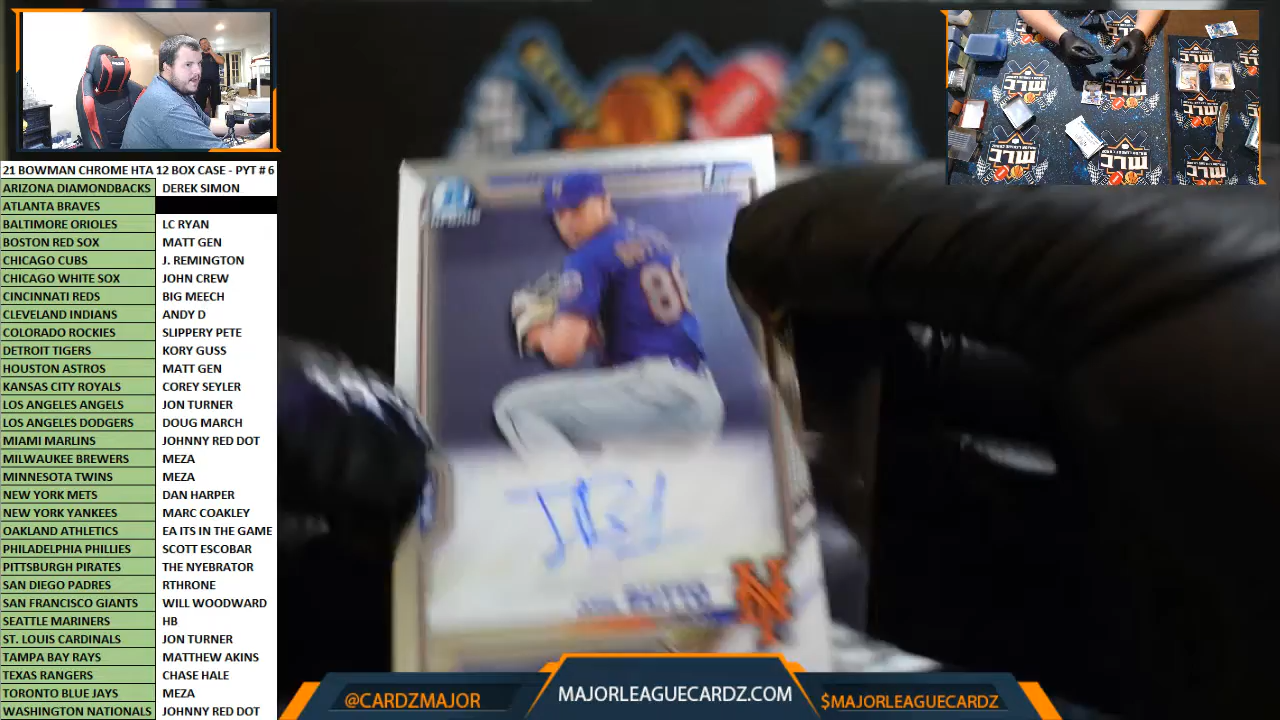 21 BOWMAN CHROME HTA 12 BOX CASE - PYT # 6
ARIZONA DIAMONDBACKS DEREK SIMON
ATLANTA BRAVES
BALTIMORE ORIOLES LC RYAN
BOSTON RED SOX MATT GEN
CHICAGO CUBS J. REMINGTON
CHICAGO WHITE SOX JOHN CREW
CINCINNATI REDS BIG MEECH
CLEVELAND INDIANS ANDY D
COLORADO ROCKIES SLIPPERY PETE
DETROIT TIGERS KORY GUSS
HOUSTON ASTROS MATT GEN
KANSAS CITY ROYALS COREY SEYLER
LOS ANGELES ANGELS JON TURNER
LOS ANGELES DODGERS DOUG MARCH
MIAMI MARLINS JOHNNY RED DOT
MILWAUKEE BREWERS MEZA
MINNESOTA TWINS MEZA
NEW YORK METS DAN HARPER
NEW YORK YANKEES MARC COAKLEY
OAKLAND ATHLETICS EA ITS IN THE GAME
PHILADELPHIA PHILLIES SCOTT ESCOBAR
PITTSBURGH PIRATES THE NYEBRATOR
SAN DIEGO PADRES RTHRONE
SAN FRANCISCO GIANTS WILL WOODWARD
SEATTLE MARINERS HB
ST. LOUIS CARDINALS JON TURNER
TAMPA BAY RAYS MATTHEW AKINS
TEXAS RANGERS CHASE HALE
TORONTO BLUE JAYS MEZA
WASHINGTON NATIONALS JOHNNY RED DOT
1st
NY
@CARDZMAJOR
MAJORLEAGUECARDZ.COM
$MAJORLEAGUECARDZ